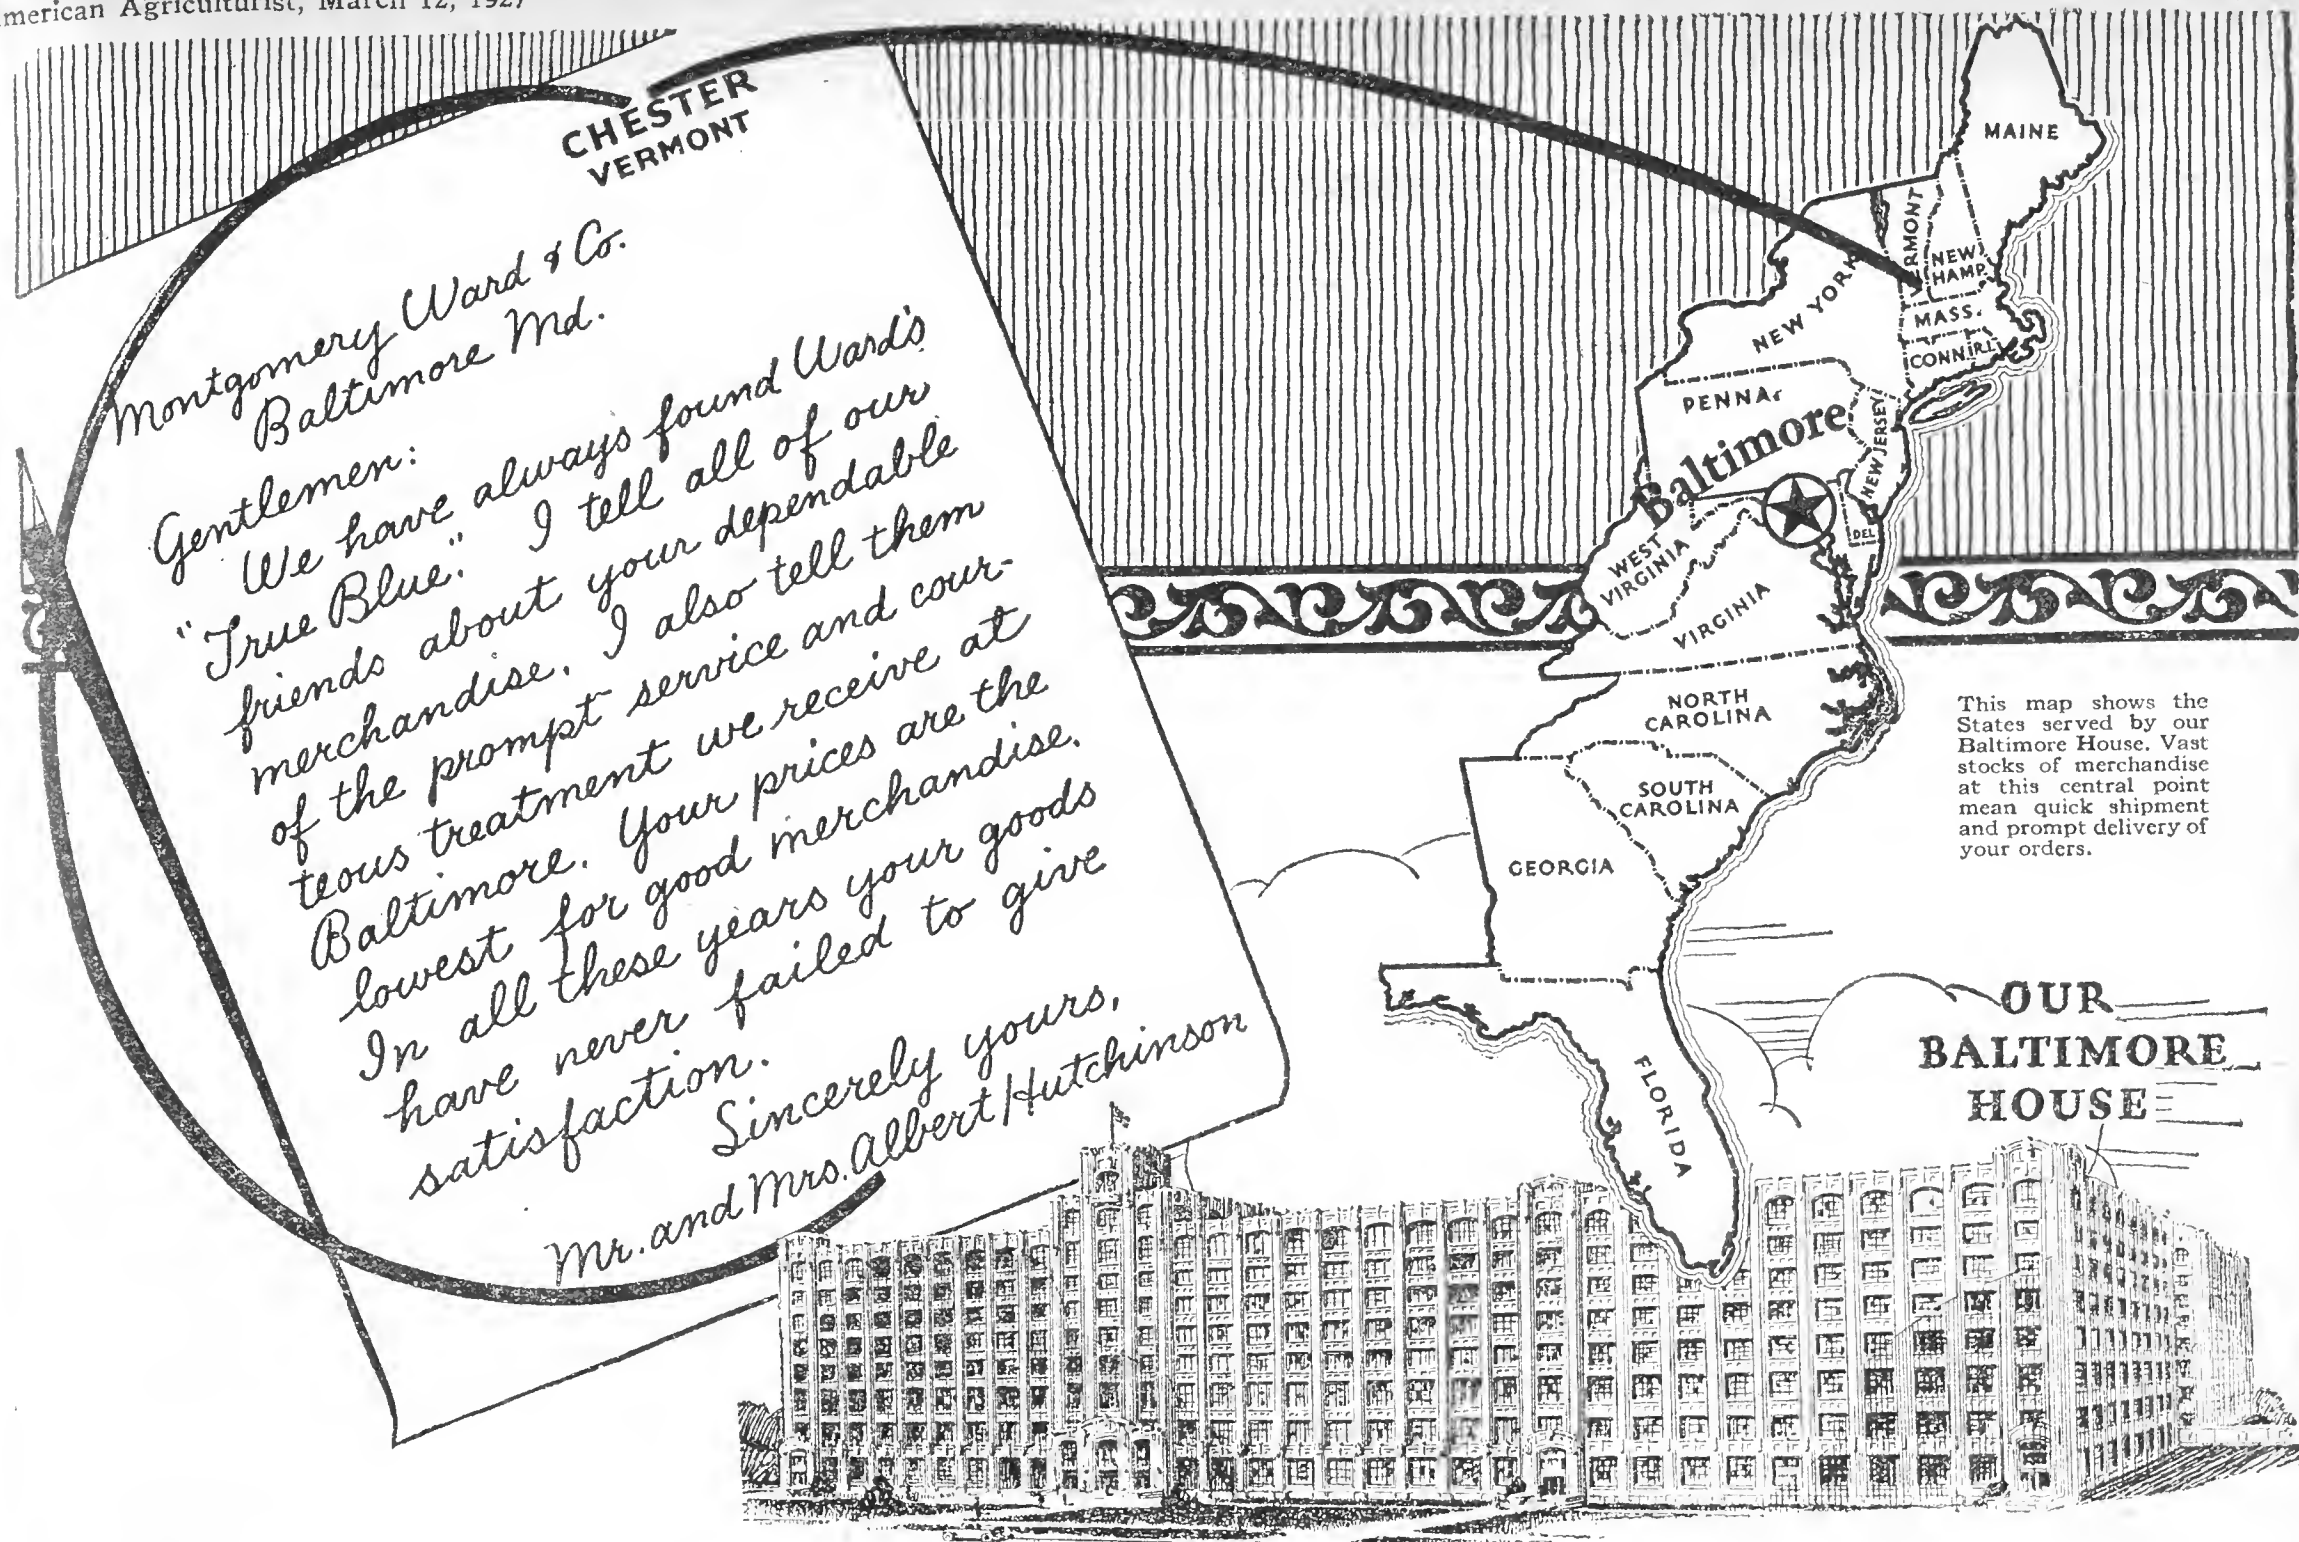 American Agriculturist, March 12, 1927
CHESTER
VERMONT
Montgomery Ward & Co.
Baltimore Md.
Gentlemen:
We have always found Ward's
"True Blue." I tell all of our
friends about your dependable
merchandise. I also tell them
of the prompt service and cour-
teous treatment we receive at
Baltimore. Your prices are the
lowest for good merchandise.
In all these years your goods
have never failed to give
satisfaction.
Sincerely yours,
Mr. and Mrs. Albert Hutchinson
MAINE
VERMONT
NEW
HAMP.
NEW YORK
MASS.
CONN.
R.I.
PENNA.
NEW JERSEY
Baltimore
DEL
WEST
VIRGINIA
VIRGINIA
NORTH
CAROLINA
SOUTH
CAROLINA
GEORGIA
FLORIDA
This map shows the
States served by our
Baltimore House. Vast
stocks of merchandise
at this central point
mean quick shipment
and prompt delivery of
your orders.
OUR
BALTIMORE
HOUSE